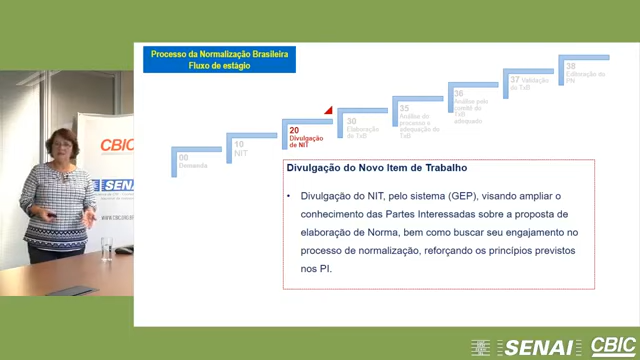 Processo da Normalização Brasileira
Fluxo de estágio
38
Editoração do
PN
37 Validação
do TxB
36
Análise pelo
comitê do
TxB
adequado
35
Análise do
processo e
adequação do
TxB
30
Elaboração do
TxB
20
Divulgação
de NIT
10
NIT
00
Demanda
Divulgação do Novo Item de Trabalho
• Divulgação do NIT, pelo sistema (GEP), visando ampliar o
conhecimento das Partes Interessadas sobre a proposta de
elaboração de Norma, bem como buscar seu engajamento no
processo de normalização, reforçando os princípios previstos
nos PI.
CBIC
SENAI
SENAI CBIC